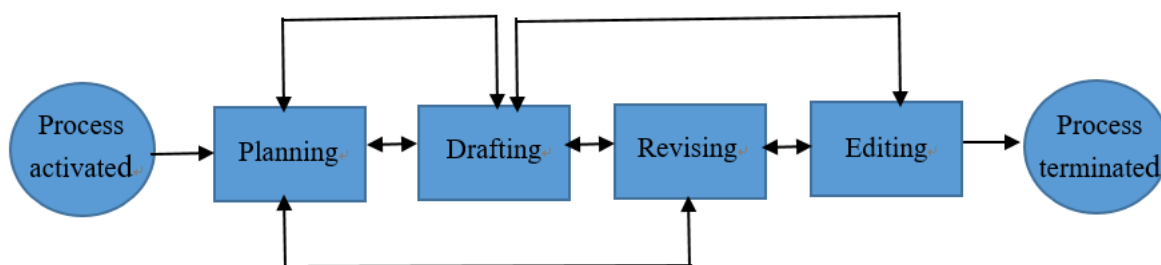 Process
activated
Planning
Drafting
Revising
Editing
Process
terminated